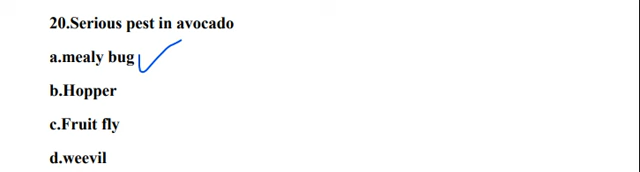 20.Serious pest in avocado
a.mealy bug
b.Hopper
c.Fruit fly
d.weevil